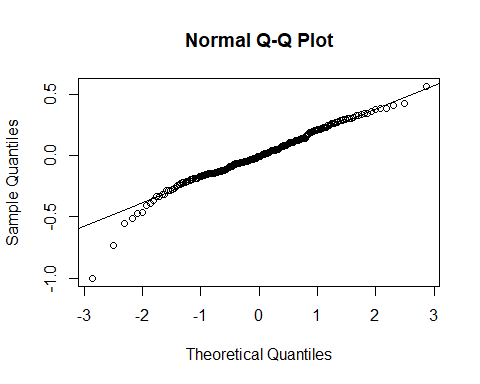 Normal Q-Q Plot
Sample Quantiles
0.5
0.0
-0.5
-1.0
-3 -2 -1 0 1 2 3
Theoretical Quantiles